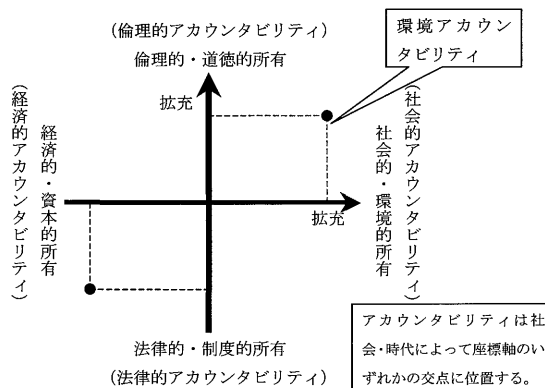 (倫理的アカウンタビリティ)
倫理的・道徳的所有
環境アカウン
タビリティ
拡充
(経済的アカウンタビリティ)
経済的・資本的所有
社会的・環境的所有
(社会的アカウンタビリティ)
拡充
法律的・制度的所有
(法律的アカウンタビリティ)
アカウンタビリティは社
会・時代によって座標軸のい
ずれかの交点に位置する。